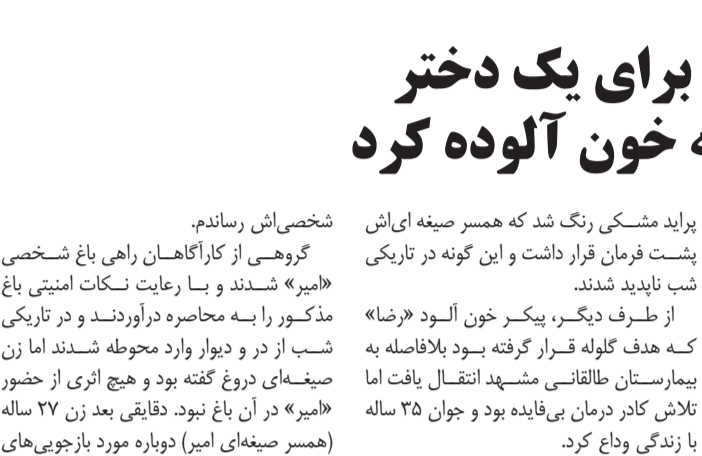 برای یک دختر
خون آلوده کرد
پراید مشکی رنگ شد که همسر صیغه ای‌اش
پشت فرمان قرار داشت و این گونه در تاریکی
شب ناپدید شدند.
از طرف دیگر، پیکر خون آلود «رضا»
که هدف گلوله قرار گرفته بود بلافاصله به
بیمارستان طالقانی مشهد انتقال یافت اما
تلاش کادر درمان بی‌فایده بود و جوان ۳۵ ساله
با زندگی وداع کرد.
شخصی‌اش رساندم.
گروهی از کارآگاهان راهی باغ شخصی
«امیر» شدند و با رعایت نکات امنیتی باغ
مذکور را به محاصره درآوردند و در تاریکی
شب از در و دیوار وارد محوطه شدند اما زن
صیغه‌ای دروغ گفته بود و هیچ اثری از حضور
«امیر» در آن باغ نبود. دقایقی بعد زن ۲۷ ساله
(همسر صیغه‌ای امیر) دوباره مورد بازجویی‌های